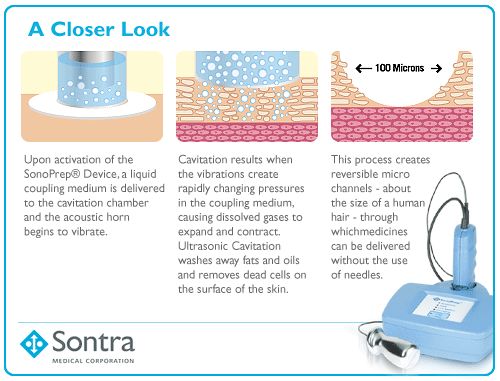 A Closer Look
100 Microns
Upon activation of the
SonoPrep® Device, a liquid
coupling medium is delivered
to the cavitation chamber
and the acoustic horn
begins to vibrate.
Cavitation results when
the vibrations create
rapidly changing pressures
in the coupling medium,
causing dissolved gases to
expand and contract.
Ultrasonic Cavitation
washes away fats and oils
and removes dead cells on
the surface of the skin.
This process creates
reversible micro
channels - about
the size of a human
hair - through
whichmedicines
can be delivered
without the use
of needles.
Sontra
MEDICAL CORPORATION